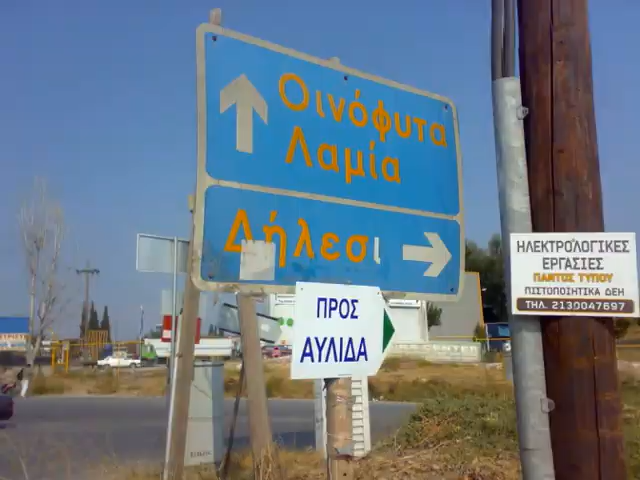 Οινόφυτα
Λαμία
Δήλεσι
ΠΡΟΣ
ΑΥΛΙΔΑ
ΗΛΕΚΤΡΟΛΟΓΙΚΕΣ
ΕΡΓΑΣΙΕΣ
ΠΑΝΤΟΣ ΤΥΠΟΥ
ΠΙΣΤΟΠΟΙΗΤΙΚΑ ΔΕΗ
ΤΗΛ. 2130047697